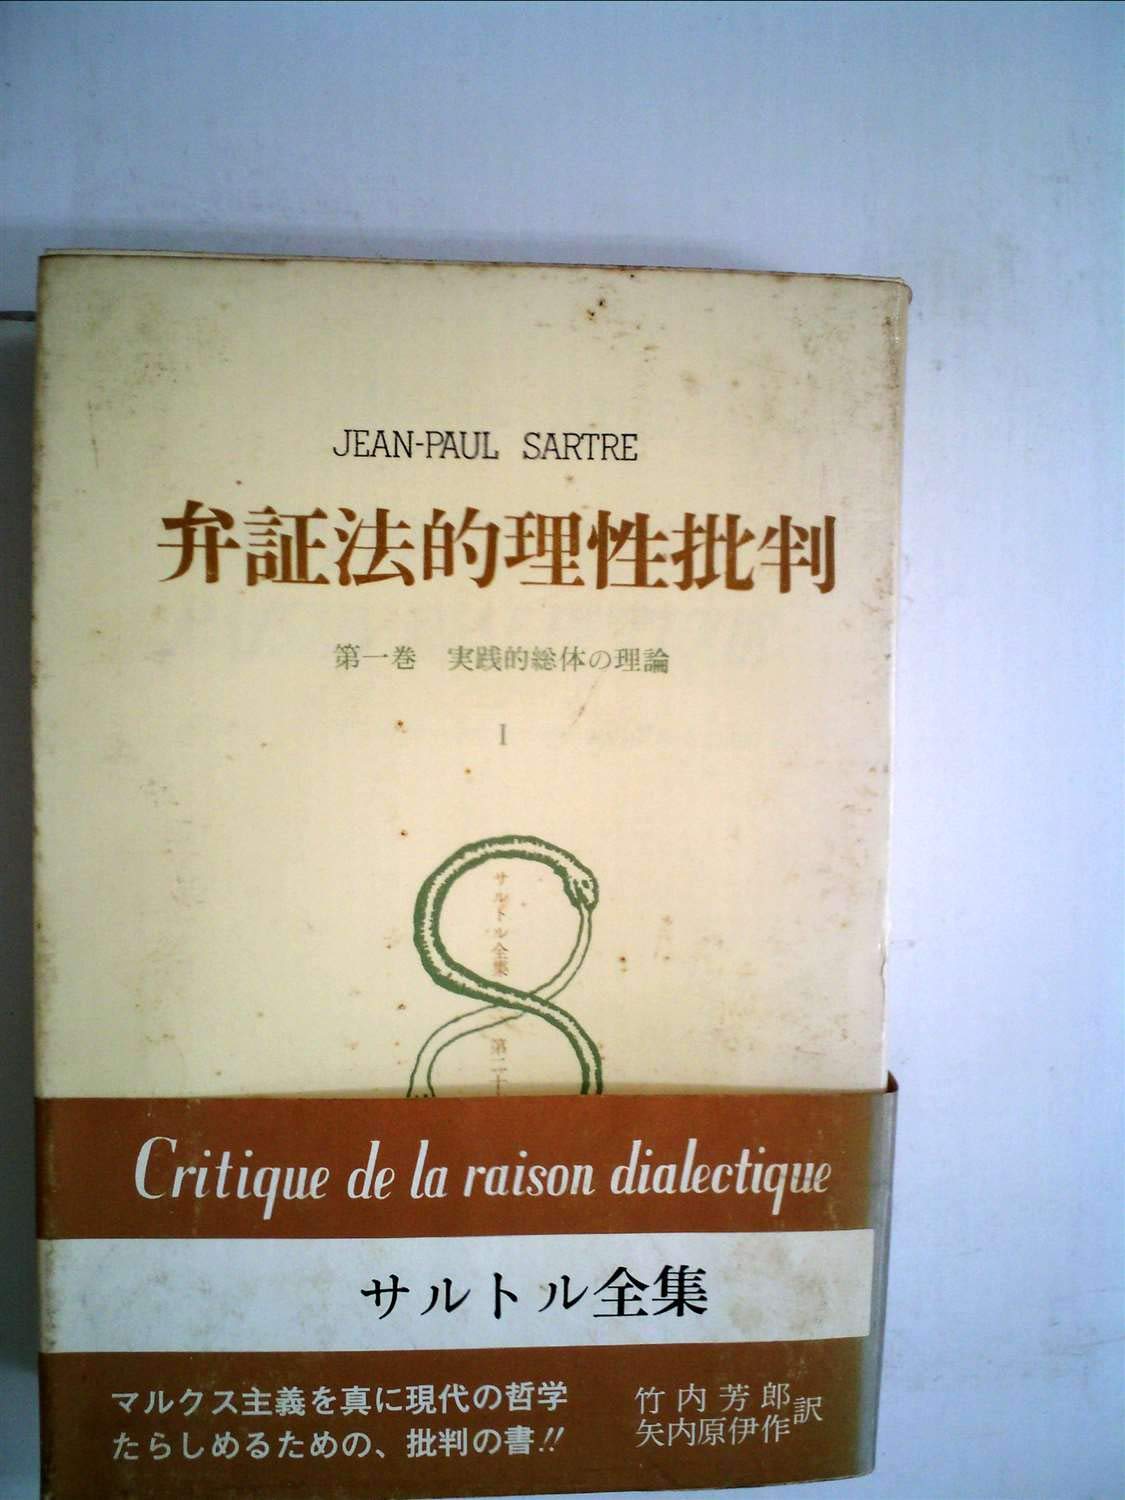 JEAN-PAUL SARTRE
弁証法的理性批判
第一巻 実践的総体の理論
I
サルトル全集
第二十
Critique de la raison dialectique
サルトル全集
マルクス主義を真に現代の哲学
たらしめるための、批判の書!!
竹内芳郎
矢内原伊作
訳